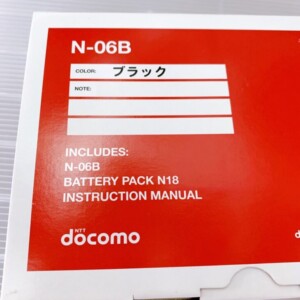 N-06B
COLOR: ブラック
NOTE:
INCLUDES:
N-06B
BATTERY PACK N18
INSTRUCTION MANUAL
NTT
docomo